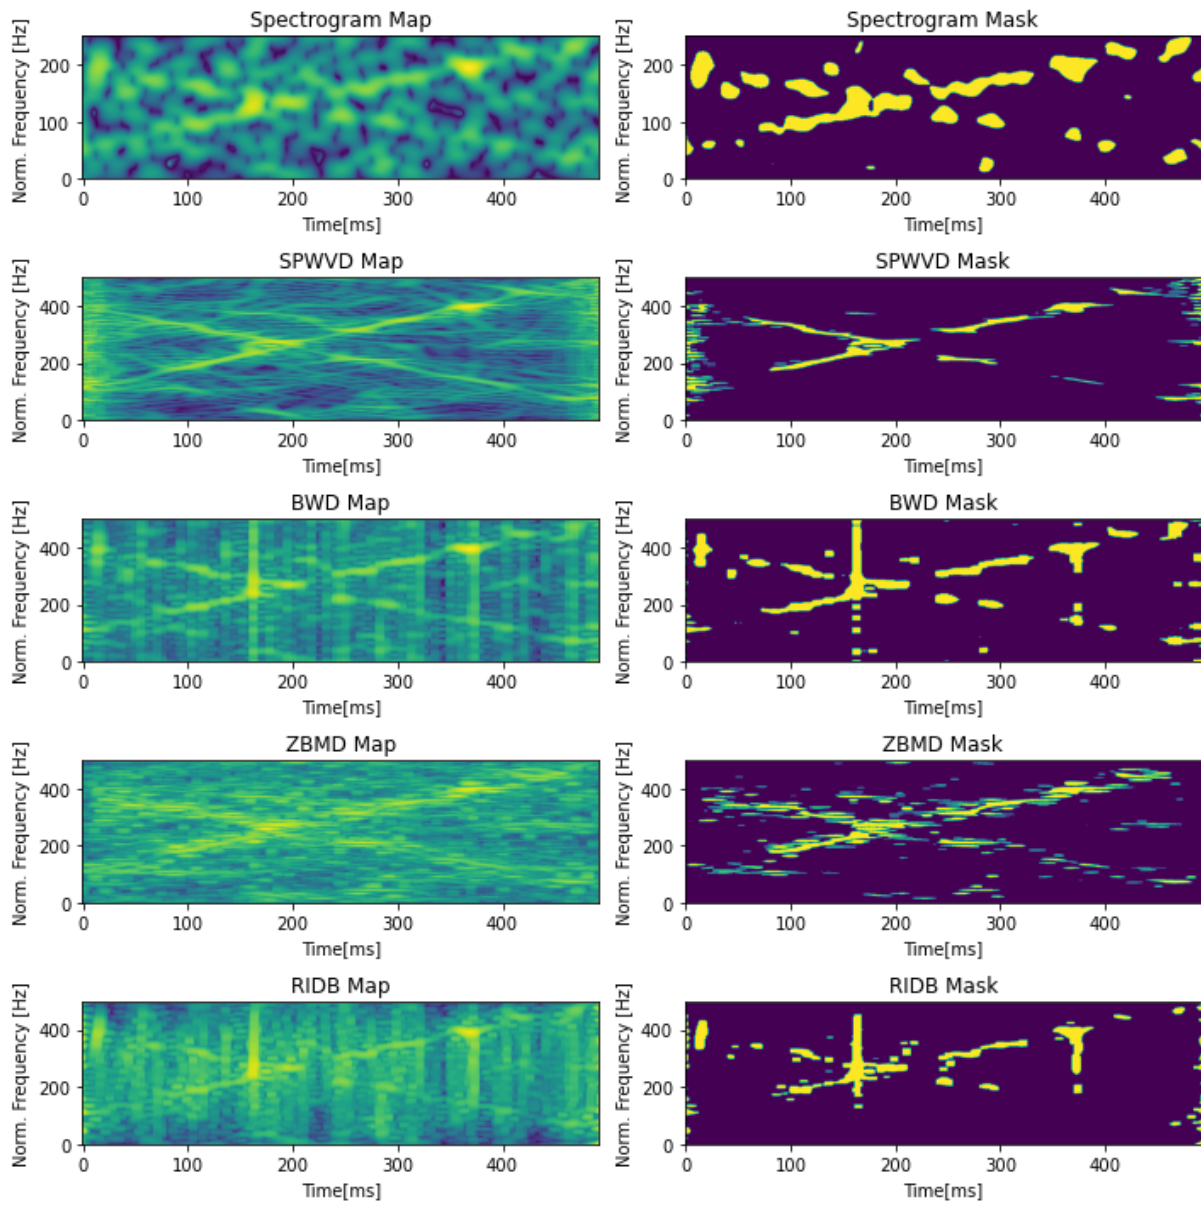 Spectrogram Map
Spectrogram Mask
Norm. Frequency [Hz]
200
100
0
0 100 200 300 400
Time[ms]
Norm. Frequency [Hz]
200
100
0
0 100 200 300 400
Time[ms]
SPWVD Map
SPWVD Mask
Norm. Frequency [Hz]
400
200
0
0 100 200 300 400
Time[ms]
Norm. Frequency [Hz]
400
200
0
0 100 200 300 400
Time[ms]
BWD Map
BWD Mask
Norm. Frequency [Hz]
400
200
0
0 100 200 300 400
Time[ms]
Norm. Frequency [Hz]
400
200
0
0 100 200 300 400
Time[ms]
ZBMD Map
ZBMD Mask
Norm. Frequency [Hz]
400
200
0
0 100 200 300 400
Time[ms]
Norm. Frequency [Hz]
400
200
0
0 100 200 300 400
Time[ms]
RIDB Map
RIDB Mask
Norm. Frequency [Hz]
400
200
0
0 100 200 300 400
Time[ms]
Norm. Frequency [Hz]
400
200
0
0 100 200 300 400
Time[ms]